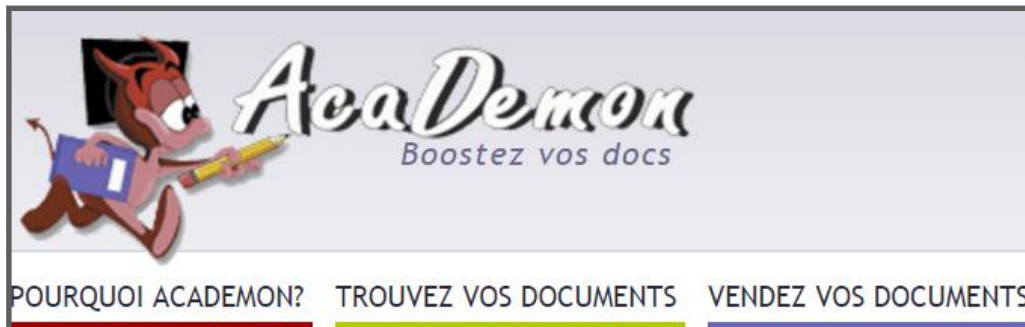 AcaDemon
Boostez vos docs
POURQUOI ACADEMON? TROUVEZ VOS DOCUMENTS VENDEZ VOS DOCUMENTS